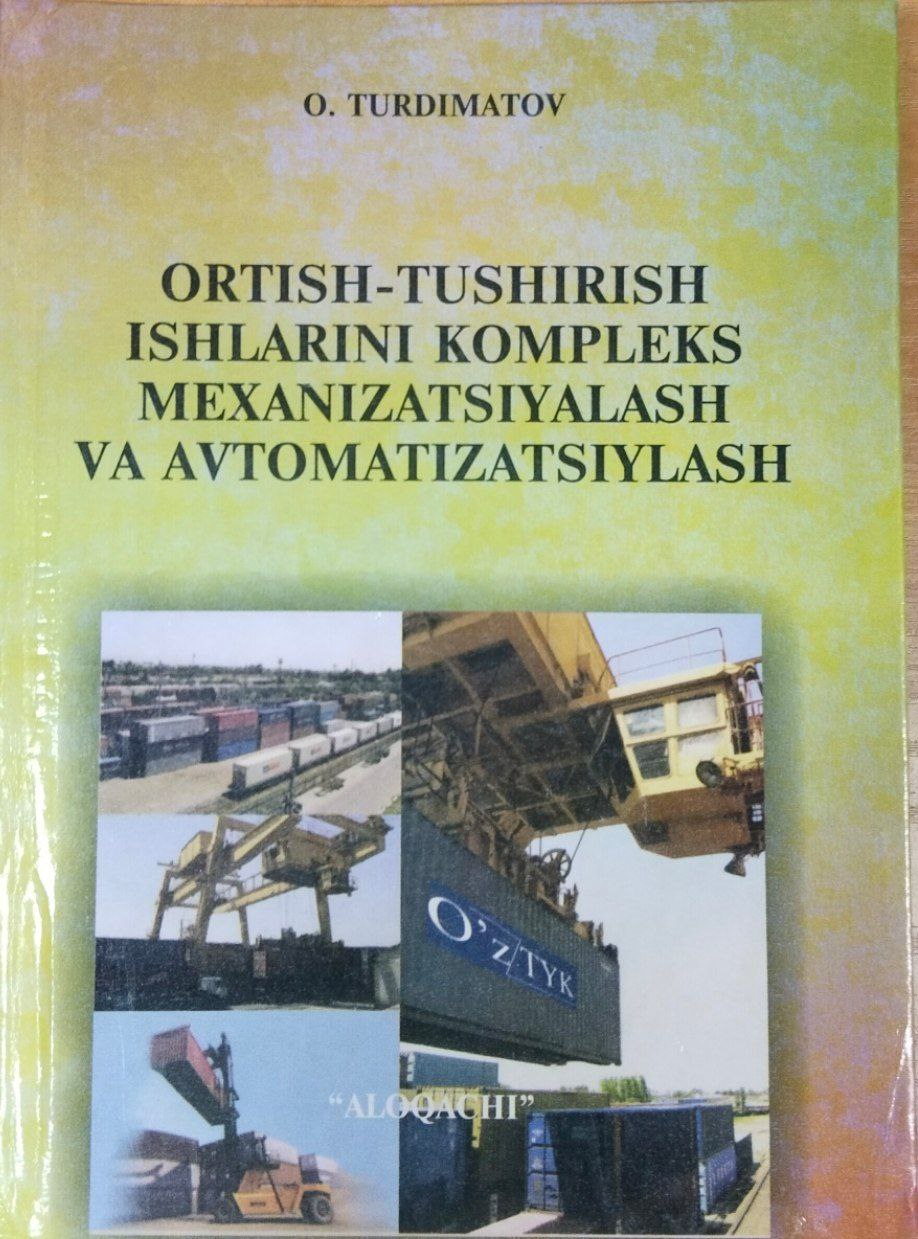 O. TURDIMATOV
ORTISH-TUSHIRISH
ISHLARINI KOMPLEKS
MEXANIZATSIYALASH
VA AVTOMATIZATSIYLASH
O'z/TYK
"ALOQACHI"